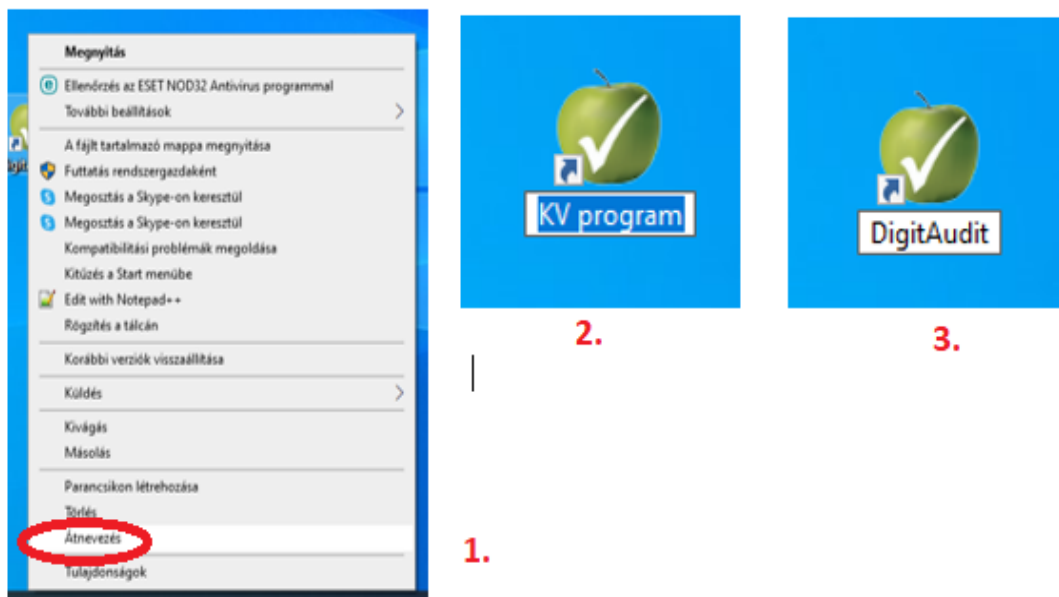 Megnyitás
Ellenőrzés az ESET NOD32 Antivirus programmal
További beállítások
A fájlt tartalmazó mappa megnyitása
Futtatás rendszergazdaként
Megosztás a Skype-on keresztül
Megosztás a Skype-on keresztül
Kompatibilitási problémák megoldása
Kitűzés a Start menübe
Edit with Notepad++
Rögzítés a tálcán
Korábbi verziók visszaállítása
Küldés
Kivágás
Másolás
Parancsikon létrehozása
Törlés
Átnevezés
Tulajdonságok
1.
KV program
2.
DigitAudit
3.